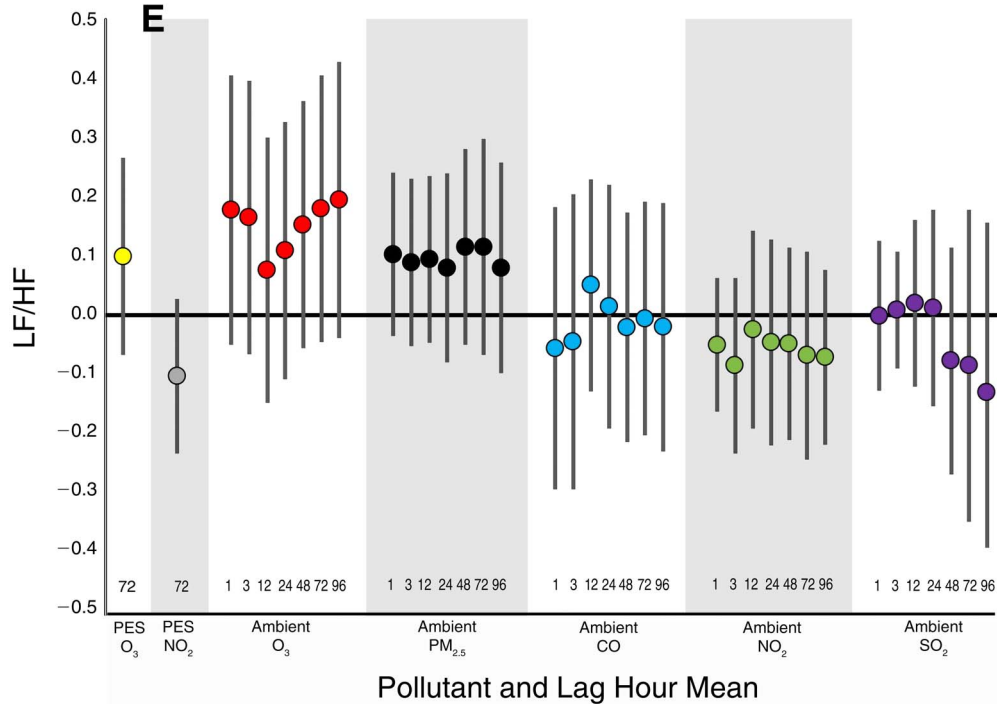 E
0.5
0.4
0.3
0.2
0.1
0.0
−0.1
−0.2
−0.3
−0.4
−0.5
LF/HF
72 72 1 3 12 24 48 72 96 1 3 12 24 48 72 96 1 3 12 24 48 72 96 1 3 12 24 48 72 96 1 3 12 24 48 72 96
PES PES Ambient Ambient Ambient Ambient Ambient
O₃ NO₂ O₃ PM₂.₅ CO NO₂ SO₂
Pollutant and Lag Hour Mean